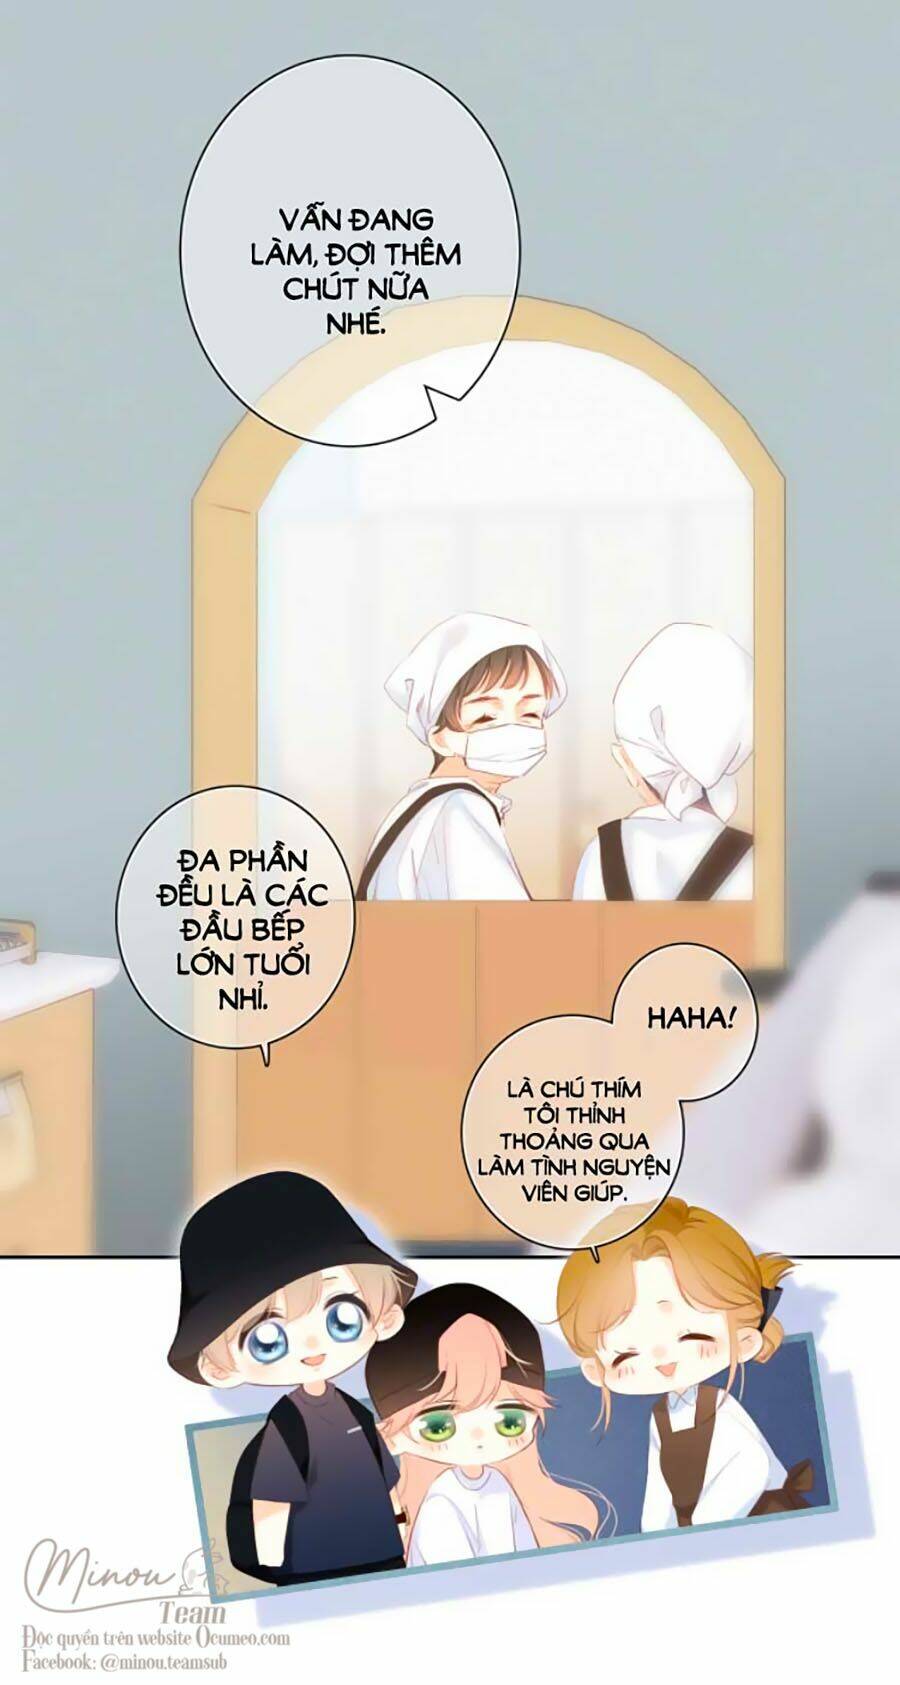 VẪN ĐANG
LÀM, ĐỢI THÊM
CHÚT NỮA
NHÉ.
ĐA PHẦN
ĐỀU LÀ CÁC
ĐẦU BẾP
LỚN TUỔI
NHỈ.
HAHA!
LÀ CHÚ THÍM
TÔI THỈNH
THOẢNG QUA
LÀM TÌNH NGUYỆN
VIÊN GIÚP.
Minou
Team
Độc quyền trên website Ocumeo.com
Facebook: @minou.teamsub